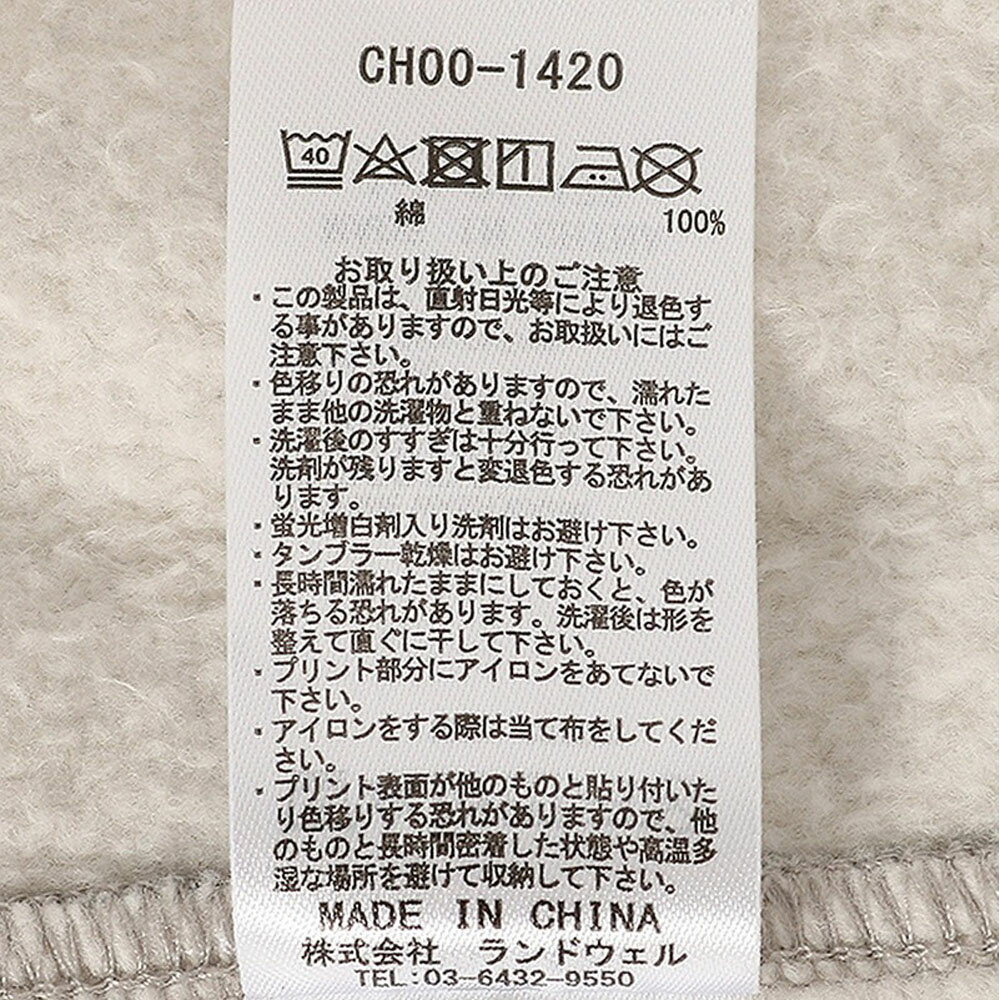 CH00-1420
40
綿 100%
お取り扱い上のご注意
・この製品は、直射日光等により退色す
る事がありますので、お取扱いにはご
注意下さい。
・色移りの恐れがありますので、濡れた
まま他の洗濯物と重ねないで下さい。
・洗濯後のすすぎは十分行って下さい。
洗剤が残りますと変退色する恐れがあ
ります。
・蛍光増白剤入り洗剤はお避け下さい。
・タンブラー乾燥はお避け下さい。
・長時間濡れたままにしておくと、色が
落ちる恐れがあります。洗濯後は形を
整えて直ぐに干して下さい。
・プリント部分にアイロンをあてないで
下さい。
・アイロンをする際は当て布をしてくだ
さい。
・プリント表面が他のものと貼り付いた
り色移りする恐れがありますので、他
のものと長時間密着した状態や高温多
湿な場所を避けて収納して下さい。
MADE IN CHINA
株式会社 ランドウェル
TEL:03-6432-9550